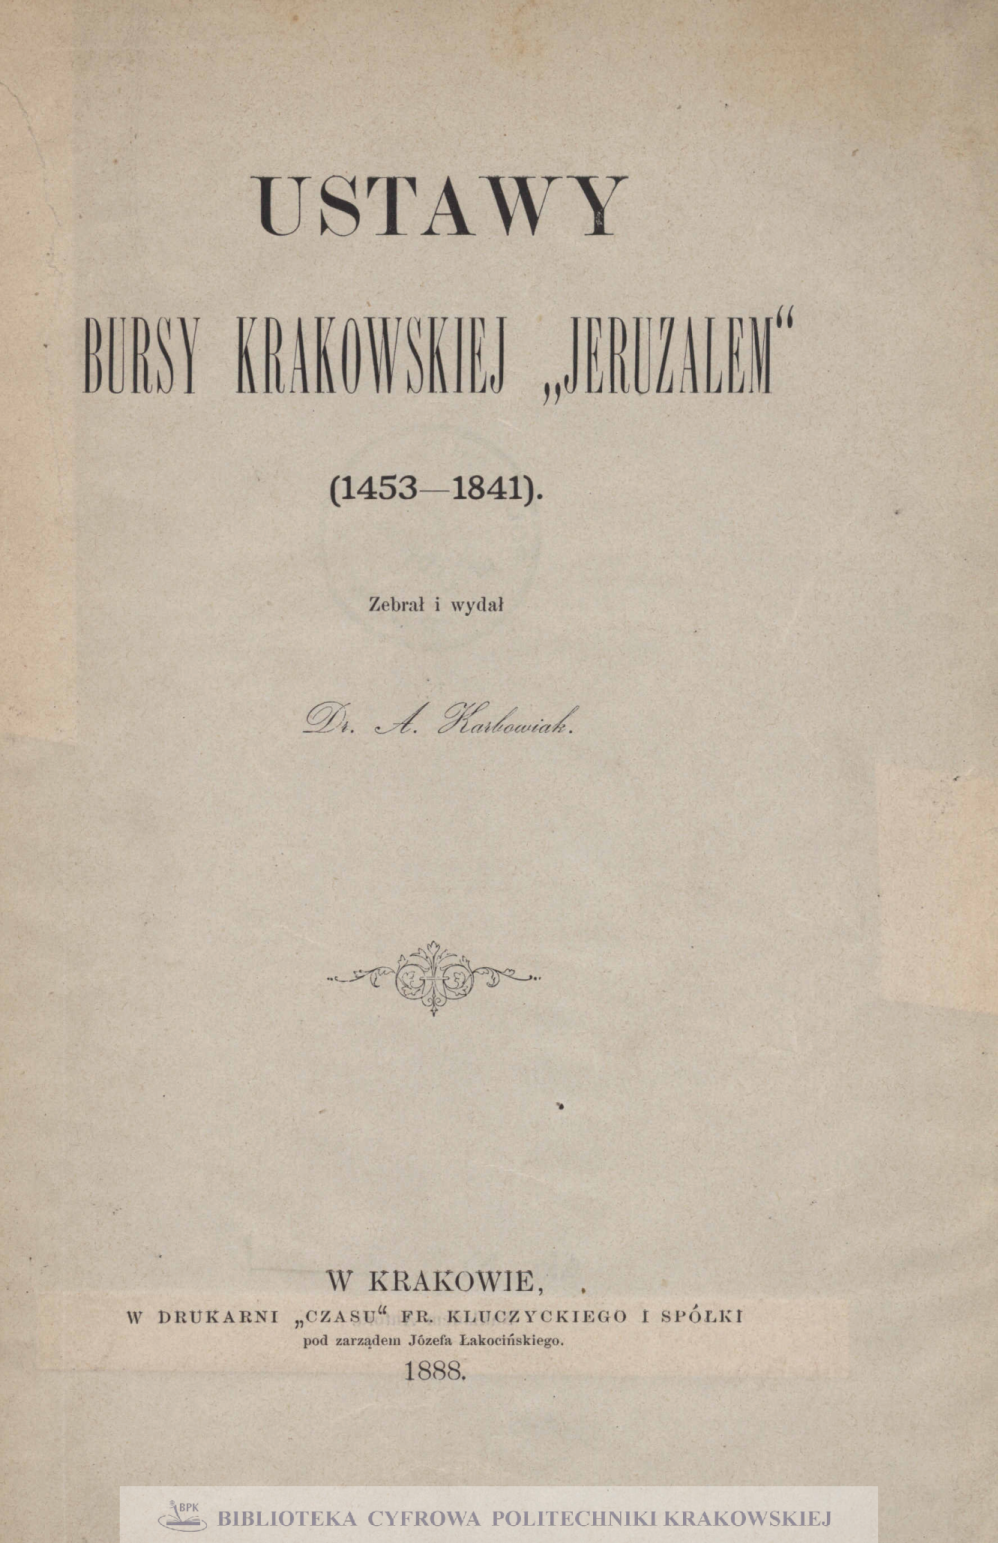 USTAWY
BURSY KRAKOWSKIEJ „JERUZALEM“
(1453—1841).
Zebrał i wydał
Dr. A. Karbowiak.
W KRAKOWIE,
W DRUKARNI „CZASU“ FR. KLUCZYCKIEGO I SPÓŁKI
pod zarządem Józefa Łakocińskiego.
1888.
BPK BIBLIOTEKA CYFROWA POLITECHNIKI KRAKOWSKIEJ